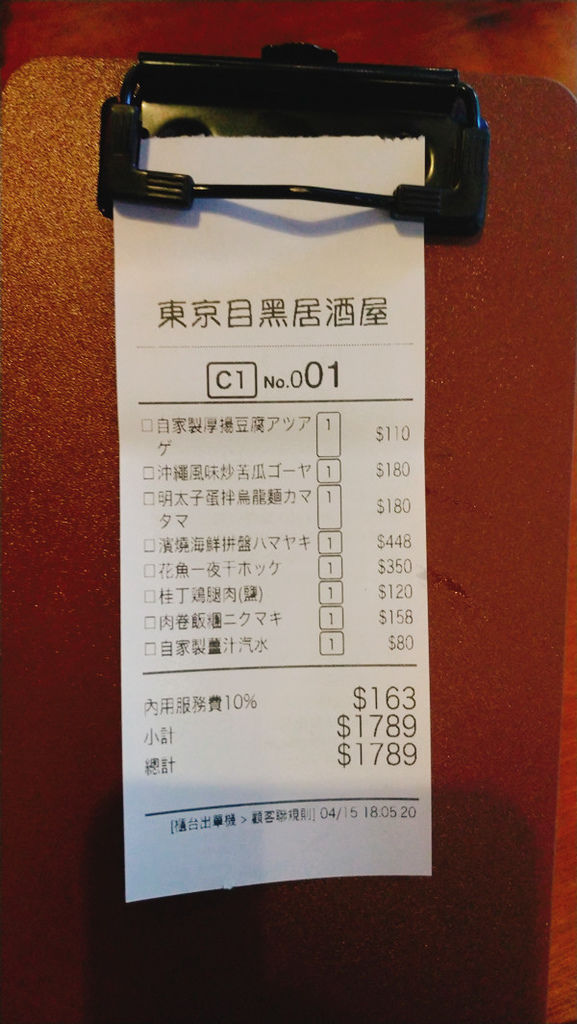 東京目黑居酒屋
C1 No.001
□自家製厚揚豆腐アツア 1 $110
ゲ
□沖繩風味炒苦瓜ゴーヤ 1 $180
□明太子蛋拌烏龍麵カマ 1 $180
タマ
□濱燒海鮮拼盤ハマヤキ 1 $448
□花魚一夜干ホッケ 1 $350
□桂丁鶏腿肉(鹽) 1 $120
□肉卷飯糰ニクマキ 1 $158
□自家製薑汁汽水 1 $80
內用服務費10% $163
小計 $1789
總計 $1789
[櫃台出單機 > 顧客聯規則] 04/15 18:05:20